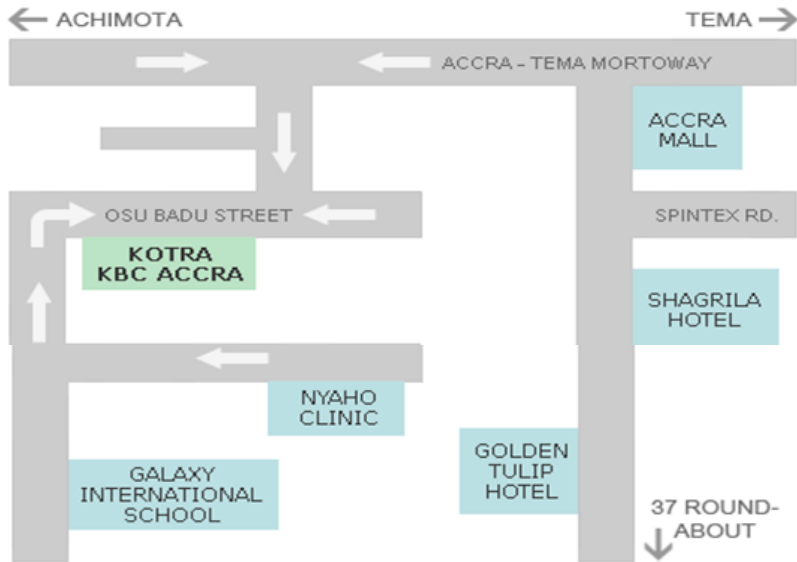 ACHIMOTA
TEMA
ACCRA – TEMA MORTOWAY
ACCRA
MALL
OSU BADU STREET
SPINTEX RD.
KOTRA
KBC ACCRA
SHAGRILA
HOTEL
NYAHO
CLINIC
GOLDEN
TULIP
HOTEL
GALAXY
INTERNATIONAL
SCHOOL
37 ROUND-
ABOUT